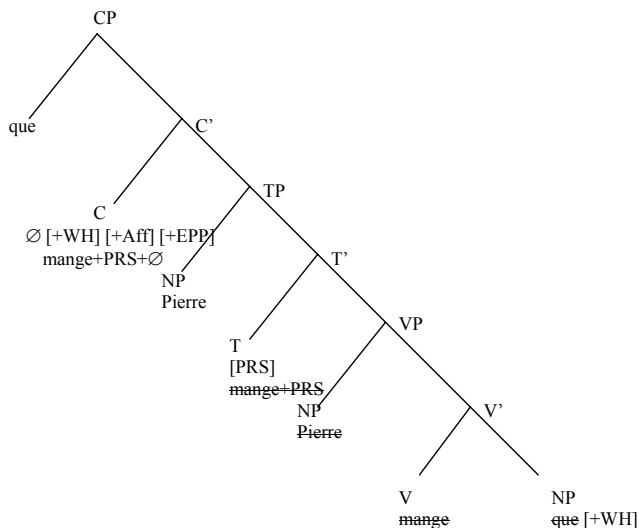 CP
que
C’
C
TP
∅ [+WH] [+Aff] [+EPP]
mange+PRS+∅
NP
Pierre
T’
T
[PRS]
mange+PRS
VP
NP
Pierre
V’
V
mange
NP
que [+WH]